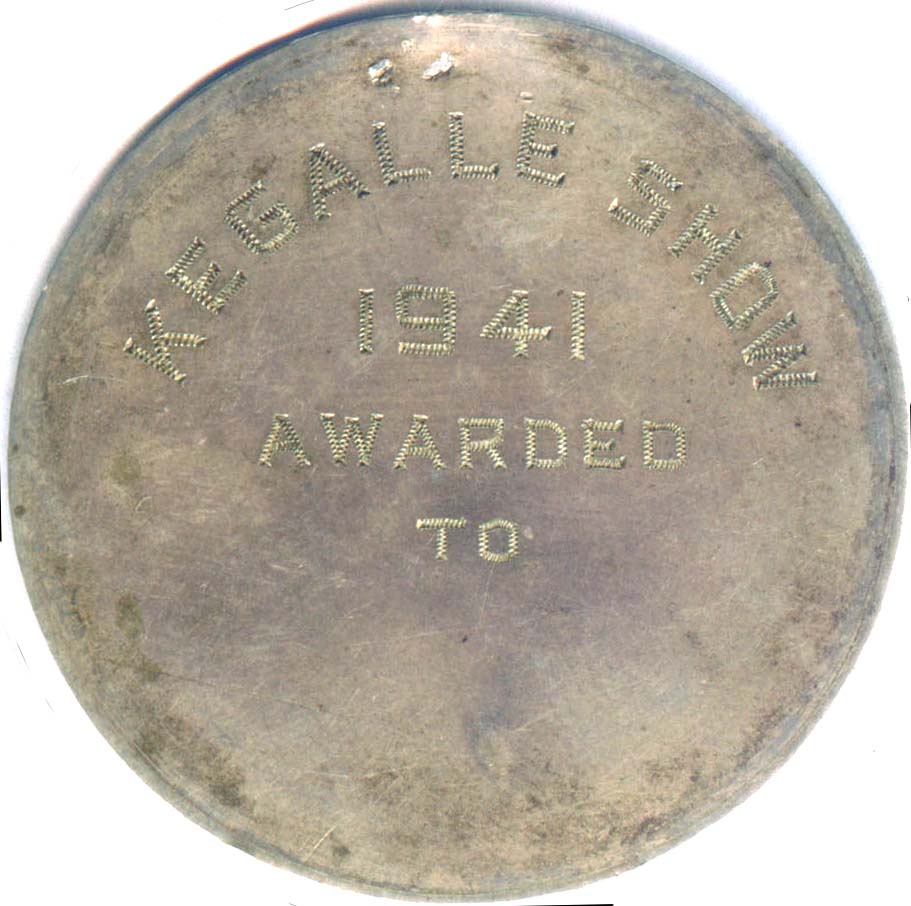 KEGALLE SHOW
1941
AWARDED
TO